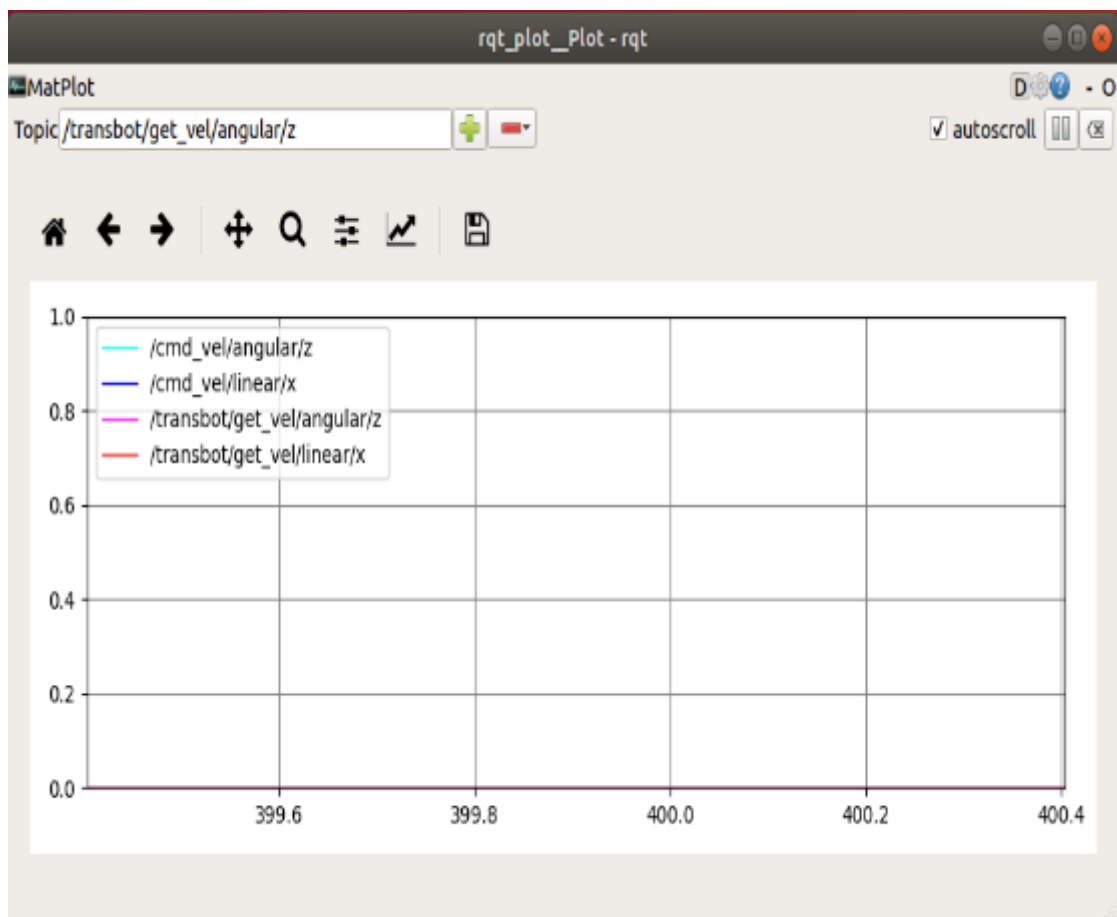 rqt_plot__Plot - rqt
MatPlot
D ? - O
Topic /transbot/get_vel/angular/z
autoscroll
1.0
0.8
0.6
0.4
0.2
0.0
/cmd_vel/angular/z
/cmd_vel/linear/x
/transbot/get_vel/angular/z
/transbot/get_vel/linear/x
399.6 399.8 400.0 400.2 400.4